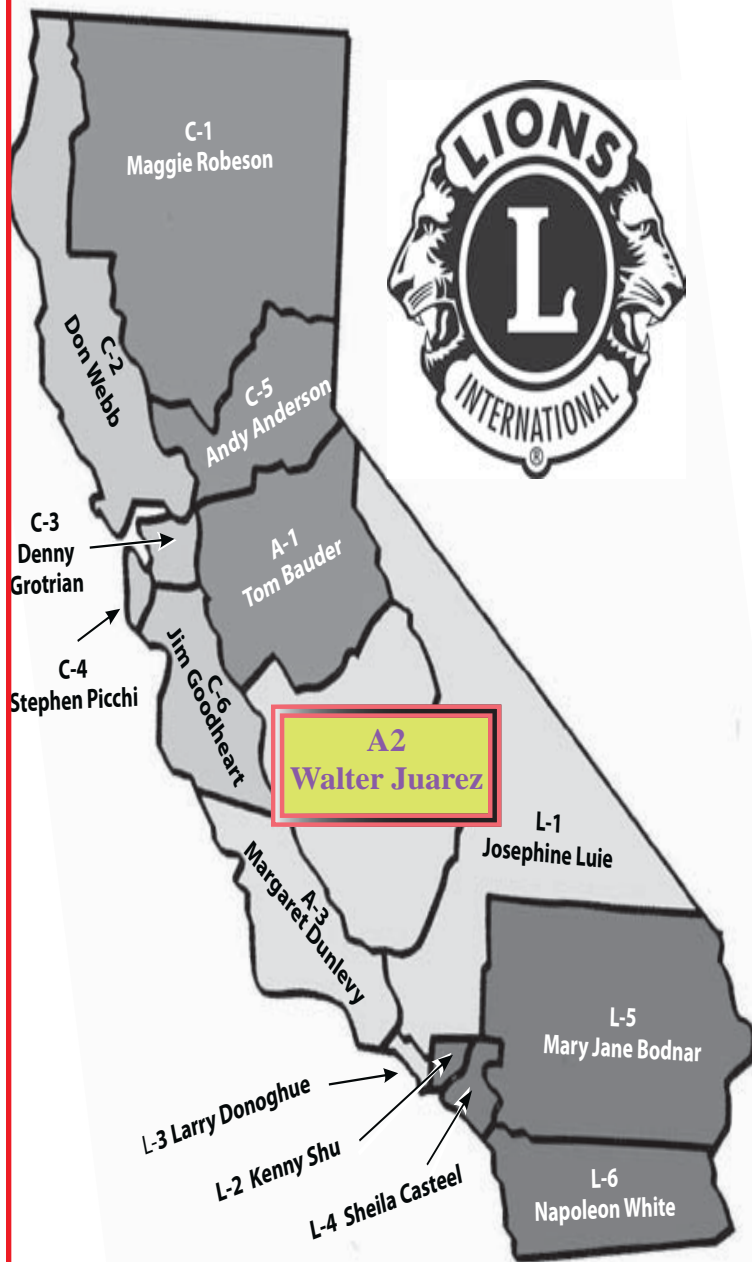 C-1
Maggie Robeson
LIONS
L
INTERNATIONAL
®
C-2
Don Webb
C-5
Andy Anderson
C-3
Denny
Grotrian
A-1
Tom Bauder
C-4
Stephen Picchi
C-6
Jim Goodheart
A2
Walter Juarez
L-1
Josephine Luie
A-3
Margaret Dunlevy
L-5
Mary Jane Bodnar
L-3 Larry Donoghue
L-2 Kenny Shu
L-4 Sheila Casteel
L-6
Napoleon White